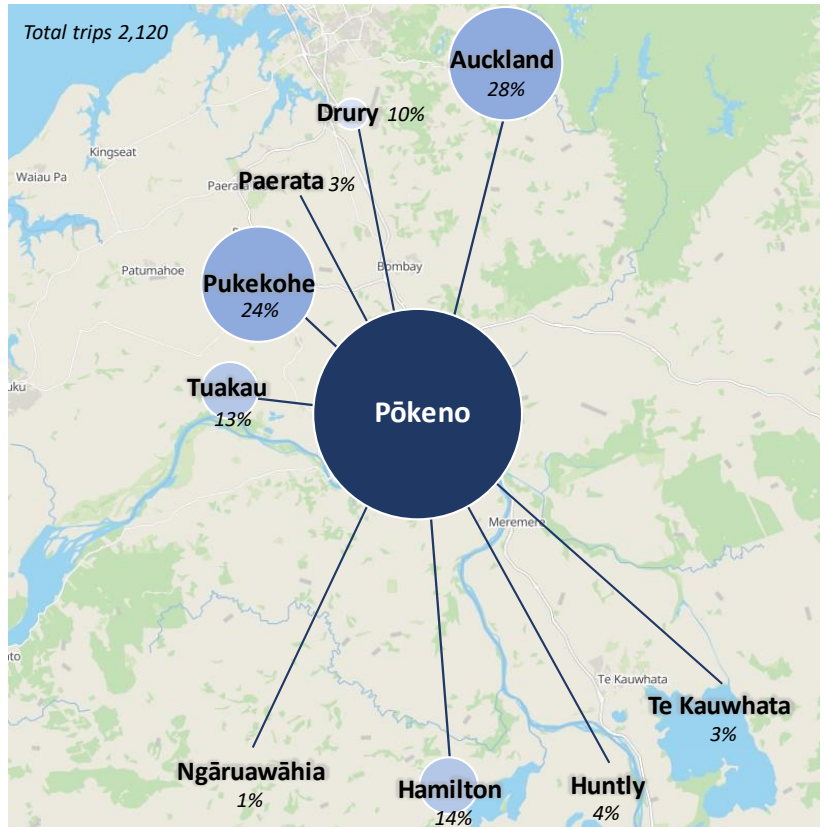 Total trips 2,120
Auckland
28%
Drury 10%
Kingseat
Waiau Pa
Paerata 3%
Paerata
Patumahoe
Bombay
Pukekohe
24%
Tuakau
13%
uku
Pōkeno
Meremere
Te Kauwhata
Te Kauwhata
3%
Ngāruawāhia
1%
Hamilton
14%
Huntly
4%